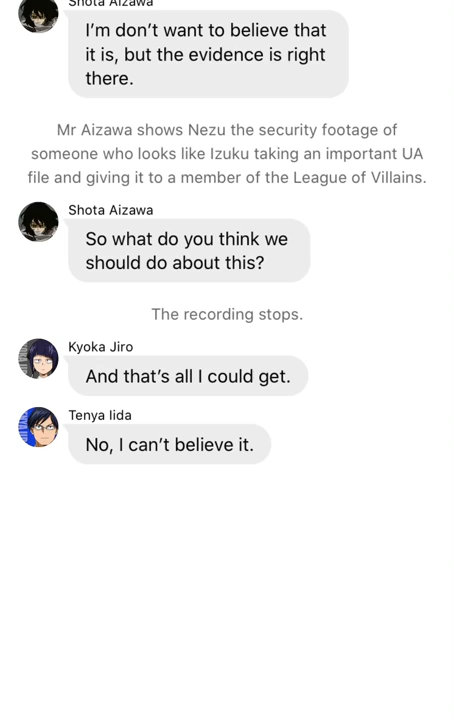 Shota Aizawa
I'm don't want to believe that
it is, but the evidence is right
there.
Mr Aizawa shows Nezu the security footage of
someone who looks like Izuku taking an important UA
file and giving it to a member of the League of Villains.
Shota Aizawa
So what do you think we
should do about this?
The recording stops.
Kyoka Jiro
And that's all I could get.
Tenya Iida
No, I can't believe it.